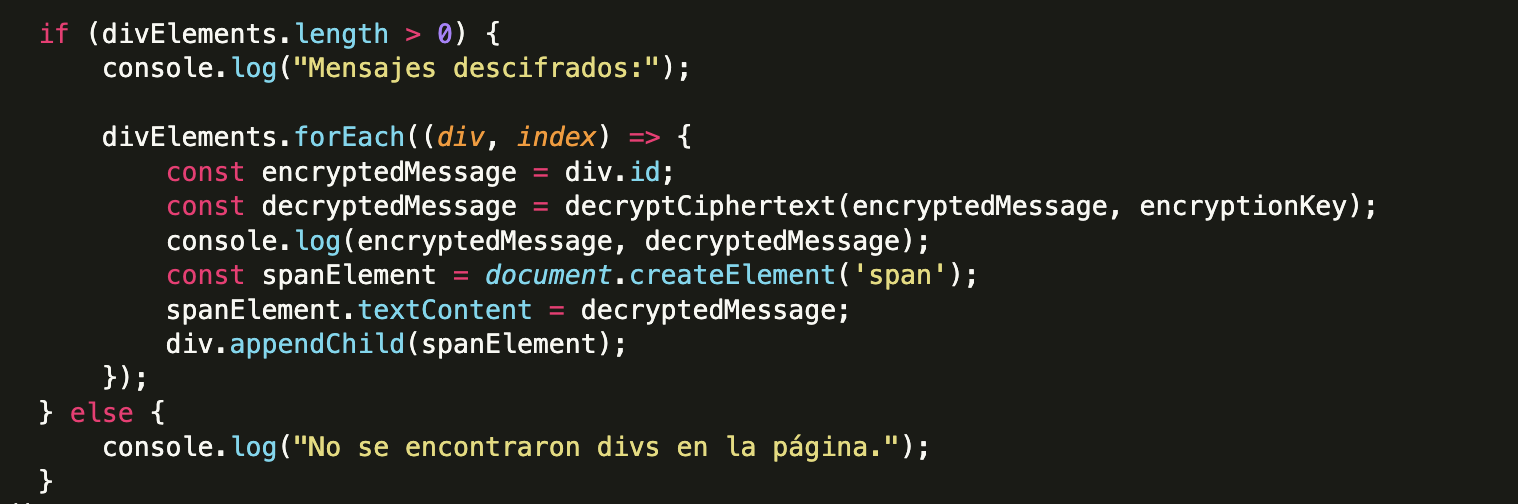 if (divElements.length > 0) {
console.log("Mensajes descifrados:");
divElements.forEach((div, index) => {
const encryptedMessage = div.id;
const decryptedMessage = decryptCiphertext(encryptedMessage, encryptionKey);
console.log(encryptedMessage, decryptedMessage);
const spanElement = document.createElement('span');
spanElement.textContent = decryptedMessage;
div.appendChild(spanElement);
});
} else {
console.log("No se encontraron divs en la página.");
}